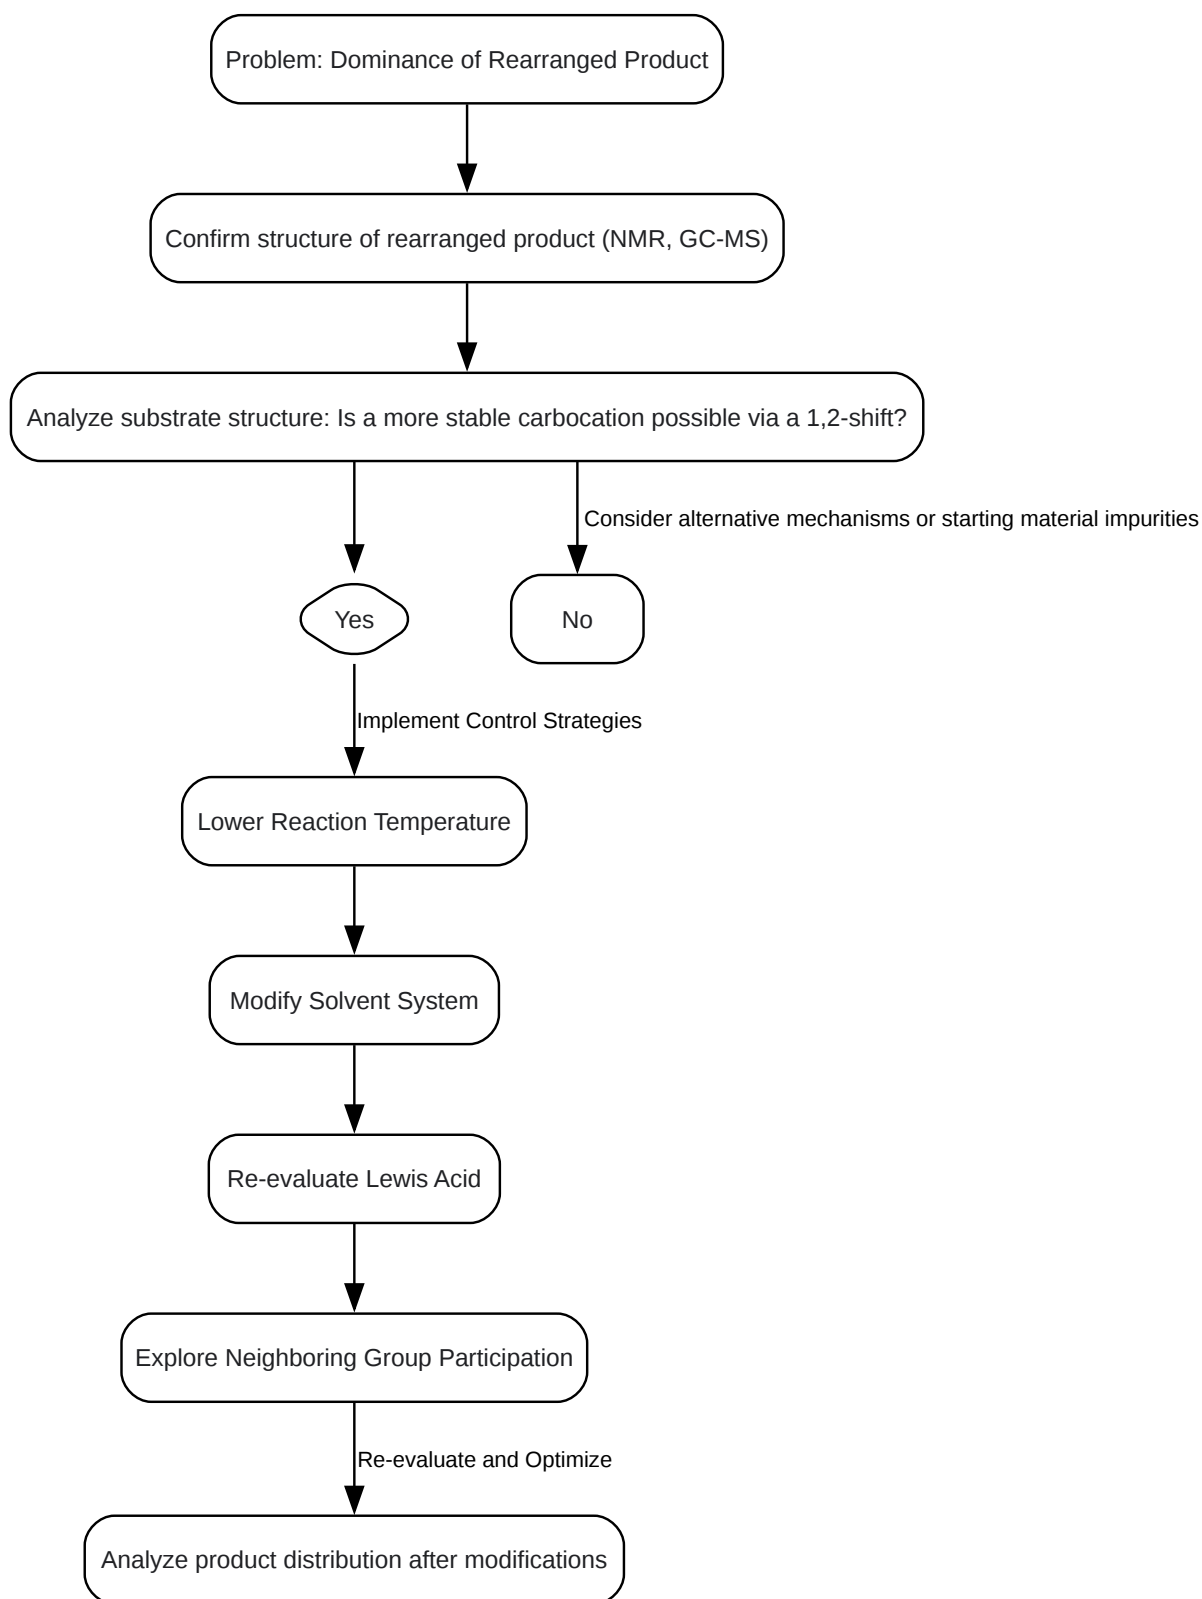 Problem: Dominance of Rearranged Product
Confirm structure of rearranged product (NMR, GC-MS)
Analyze substrate structure: Is a more stable carbocation possible via a 1,2-shift?
Consider alternative mechanisms or starting material impurities
Yes
No
Implement Control Strategies
Lower Reaction Temperature
Modify Solvent System
Re-evaluate Lewis Acid
Explore Neighboring Group Participation
Re-evaluate and Optimize
Analyze product distribution after modifications